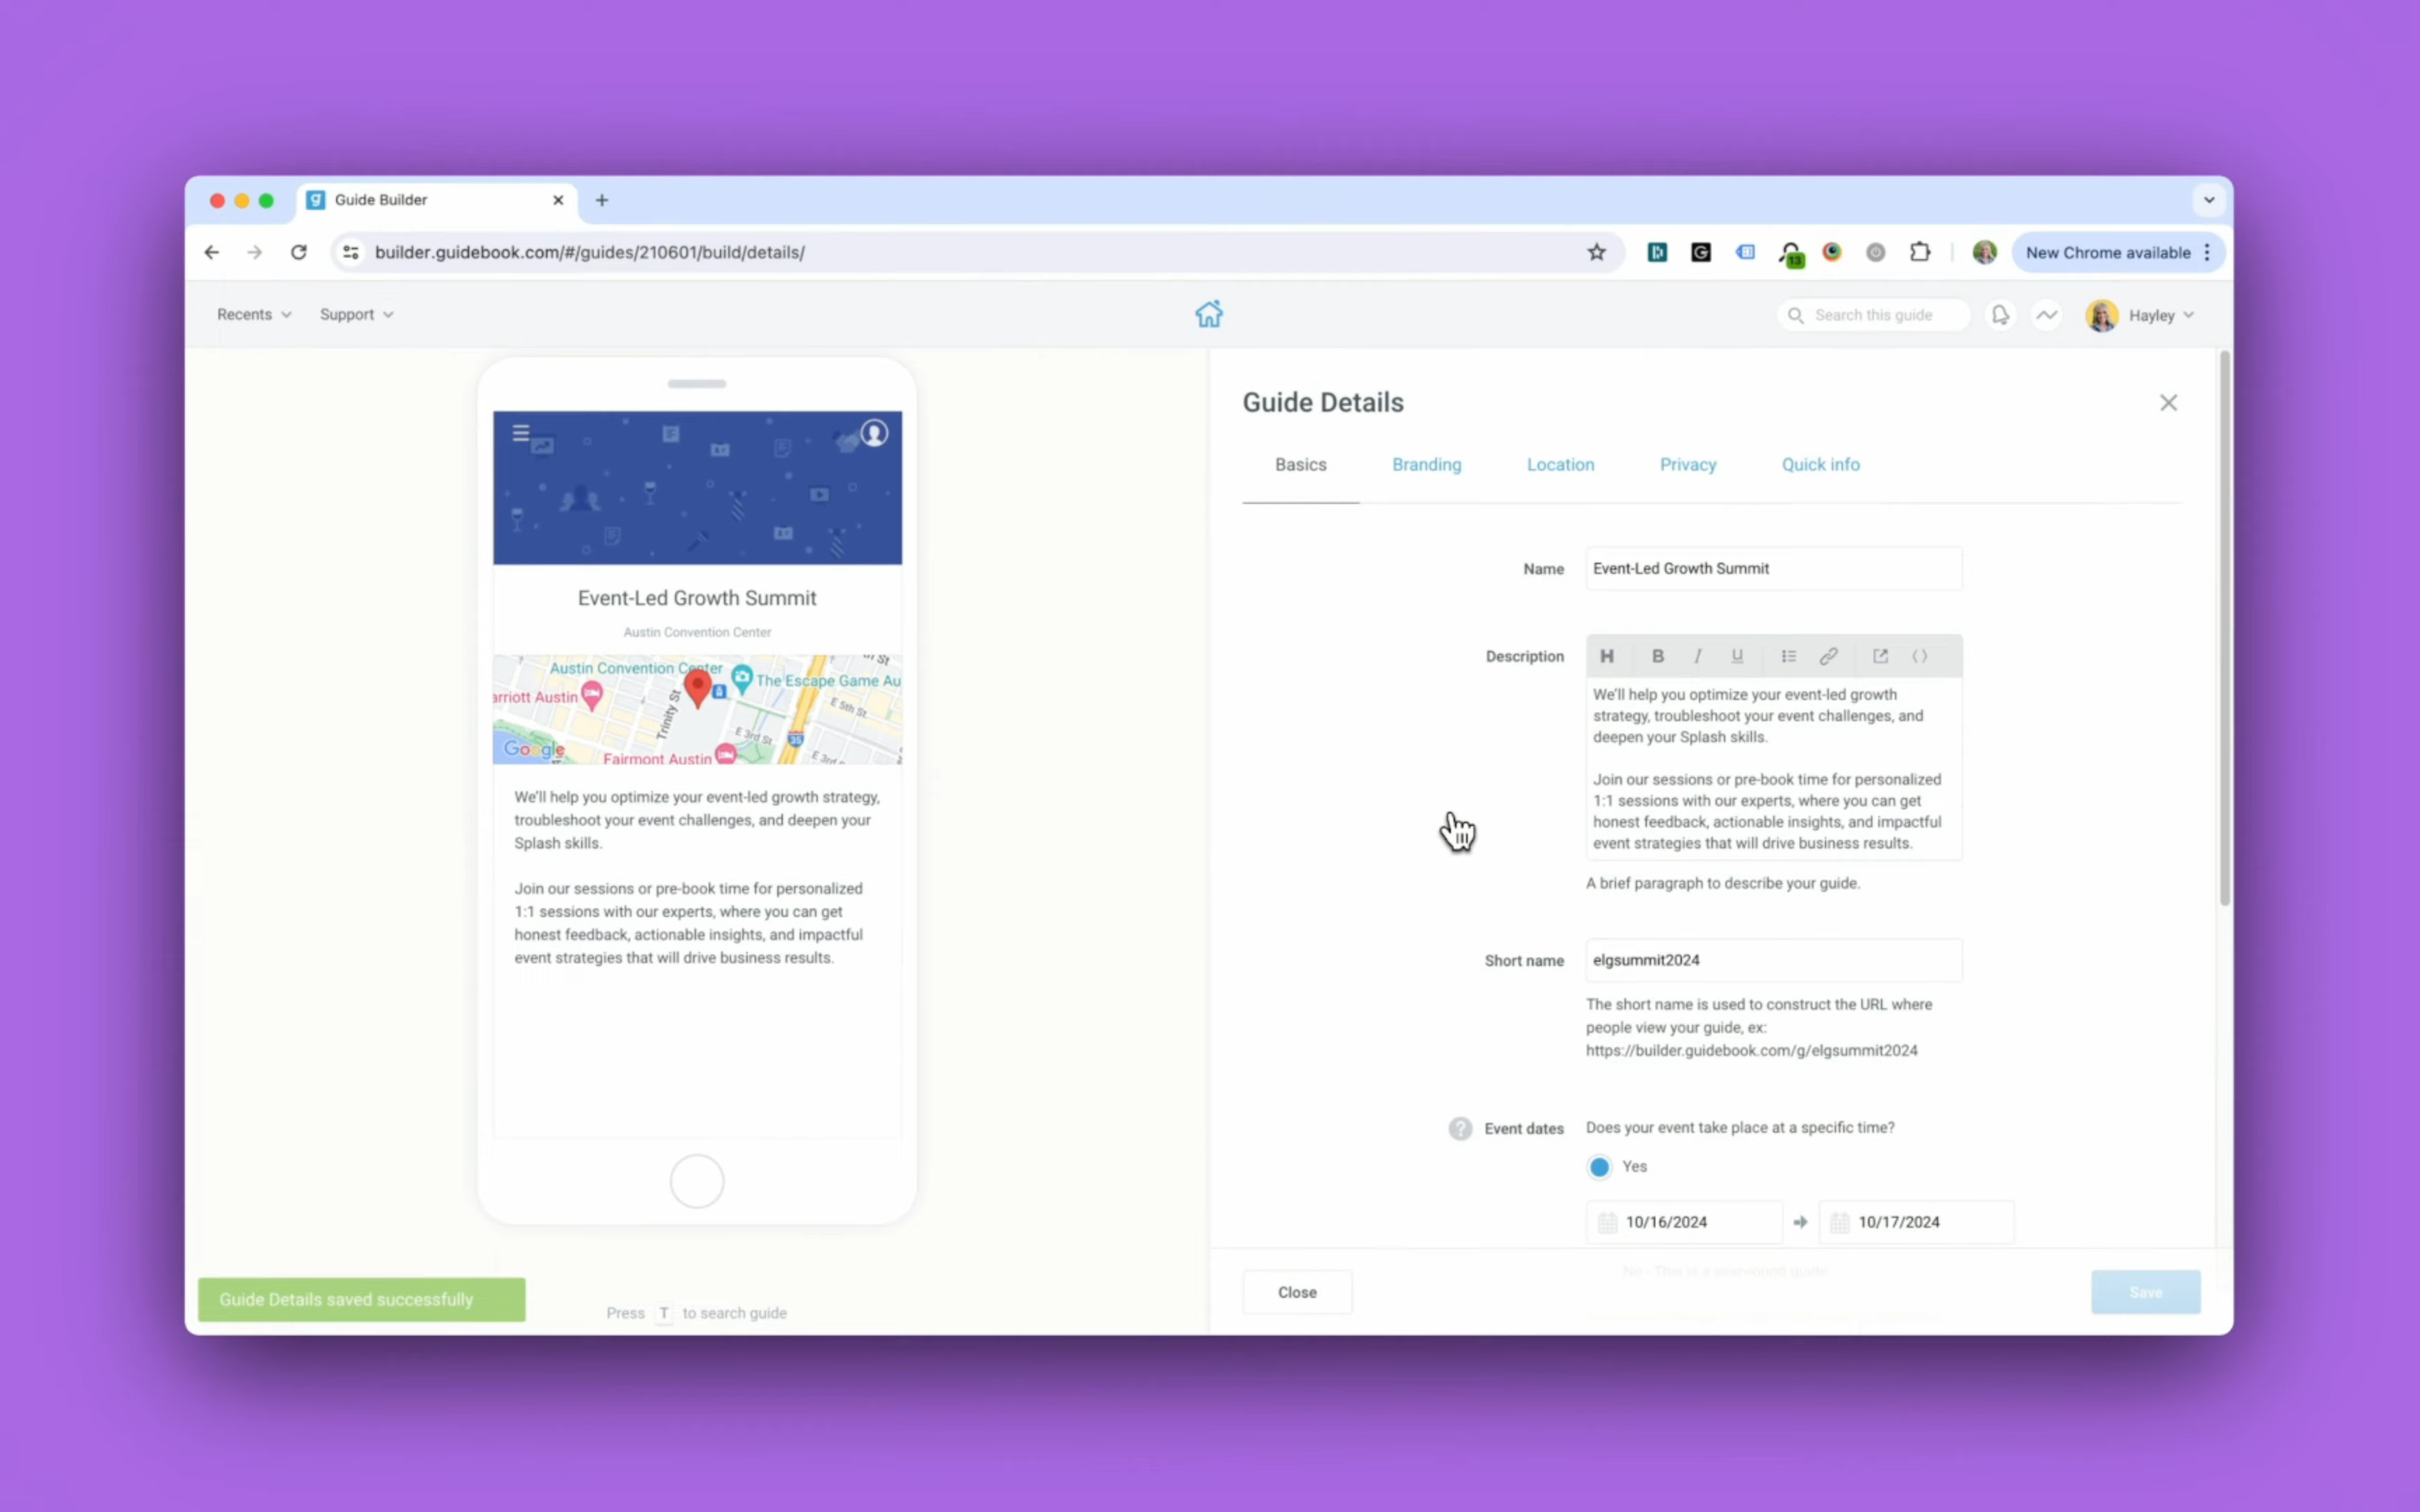 Guide Builder
builder.guidebook.com/#/guides/210601/build/details/
13
New Chrome available
Recents
Support
Search this guide
Hayley
Event-Led Growth Summit
Austin Convention Center
Austin Convention Center
The Escape Game Au
arriott Austin
Trinity St
E 5th St
E 3rd St
35
Google
Fairmont Austin
We'll help you optimize your event-led growth strategy,
troubleshoot your event challenges, and deepen your
Splash skills.
Join our sessions or pre-book time for personalized
1:1 sessions with our experts, where you can get
honest feedback, actionable insights, and impactful
event strategies that will drive business results.
Guide Details saved successfully
Press T to search guide
Guide Details
Basics Branding Location Privacy Quick info
Name Event-Led Growth Summit
Description
H B I U
We'll help you optimize your event-led growth
strategy, troubleshoot your event challenges, and
deepen your Splash skills.
Join our sessions or pre-book time for personalized
1:1 sessions with our experts, where you can get
honest feedback, actionable insights, and impactful
event strategies that will drive business results.
A brief paragraph to describe your guide.
Short name elgsummit2024
The short name is used to construct the URL where
people view your guide, ex:
https://builder.guidebook.com/g/elgsummit2024
? Event dates Does your event take place at a specific time?
Yes
10/16/2024 10/17/2024
Close
Save